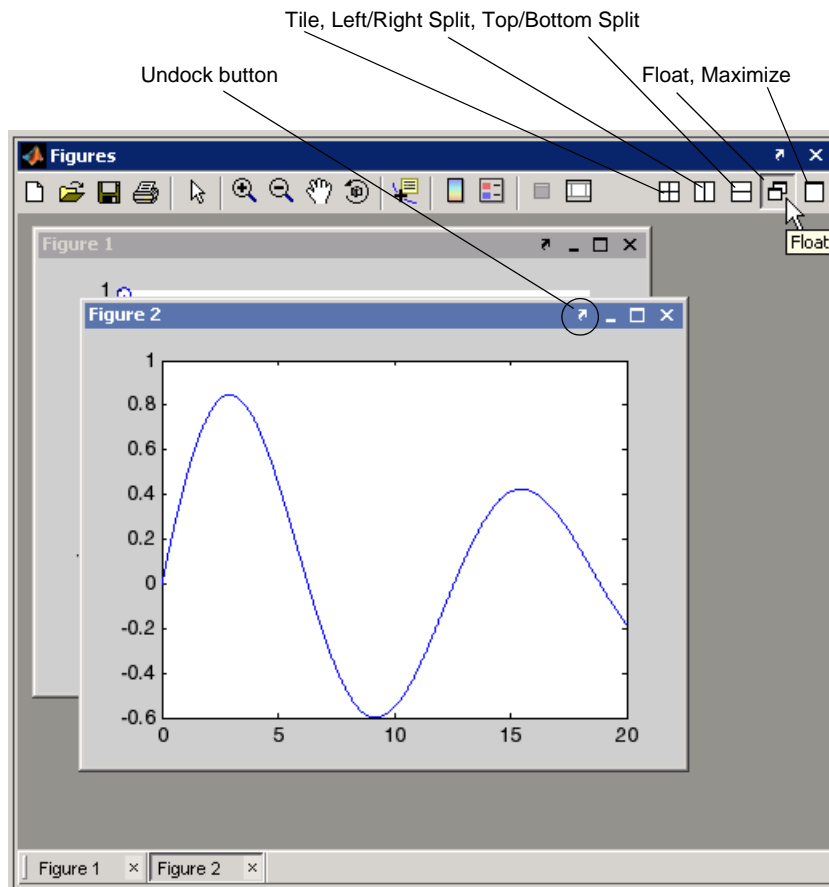 Tile, Left/Right Split, Top/Bottom Split
Undock button
Float, Maximize
Figures
Float
Figure 1
1
Figure 2
1
0.8
0.6
0.4
0.2
0
-0.2
-0.4
-0.6
0 5 10 15 20
Figure 1 Figure 2